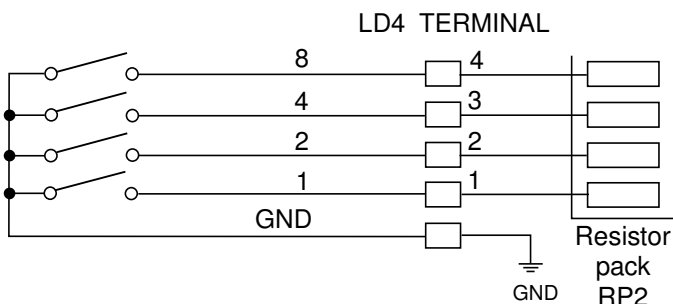 LD4 TERMINAL
8 4
4 3
2 2
1 1
GND
Resistor
pack
RP2
GND